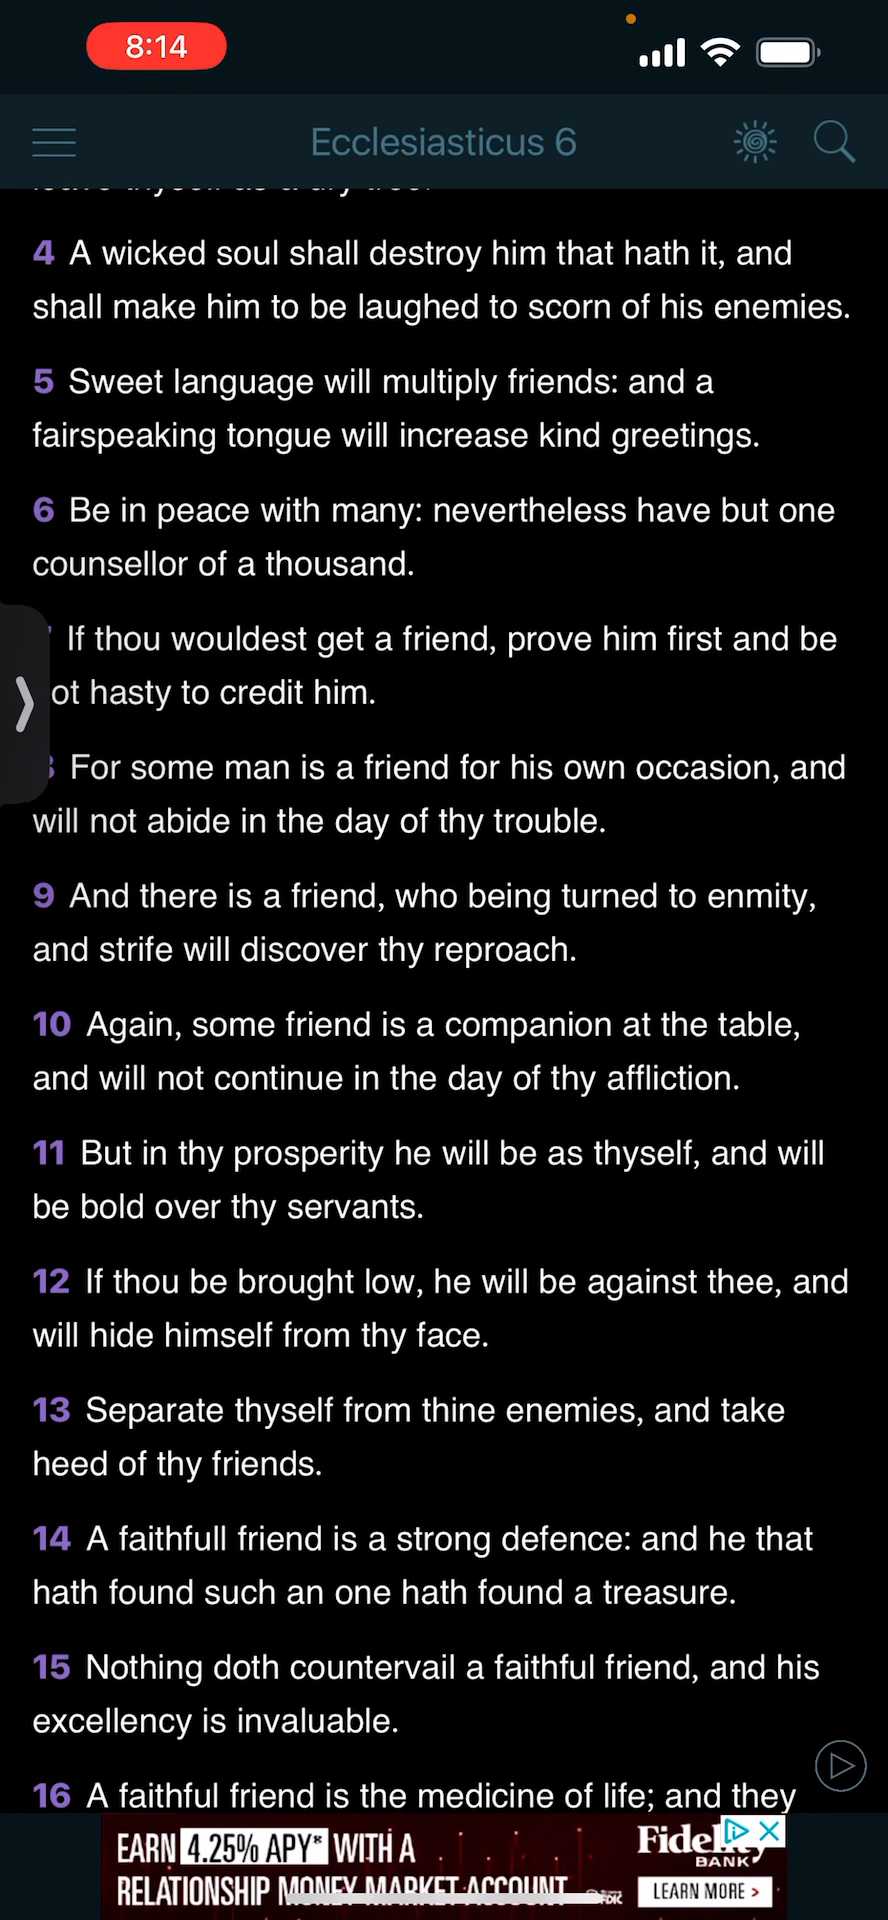 8:14
Ecclesiasticus 6
4 A wicked soul shall destroy him that hath it, and
shall make him to be laughed to scorn of his enemies.
5 Sweet language will multiply friends: and a
fairspeaking tongue will increase kind greetings.
6 Be in peace with many: nevertheless have but one
counsellor of a thousand.
If thou wouldest get a friend, prove him first and be
ot hasty to credit him.
For some man is a friend for his own occasion, and
will not abide in the day of thy trouble.
9 And there is a friend, who being turned to enmity,
and strife will discover thy reproach.
10 Again, some friend is a companion at the table,
and will not continue in the day of thy affliction.
11 But in thy prosperity he will be as thyself, and will
be bold over thy servants.
12 If thou be brought low, he will be against thee, and
will hide himself from thy face.
13 Separate thyself from thine enemies, and take
heed of thy friends.
14 A faithfull friend is a strong defence: and he that
hath found such an one hath found a treasure.
15 Nothing doth countervail a faithful friend, and his
excellency is invaluable.
16 A faithful friend is the medicine of life; and they
EARN 4.25% APY* WITH A
RELATIONSHIP MONEY MARKET ACCOUNT
BANK
LEARN MORE >